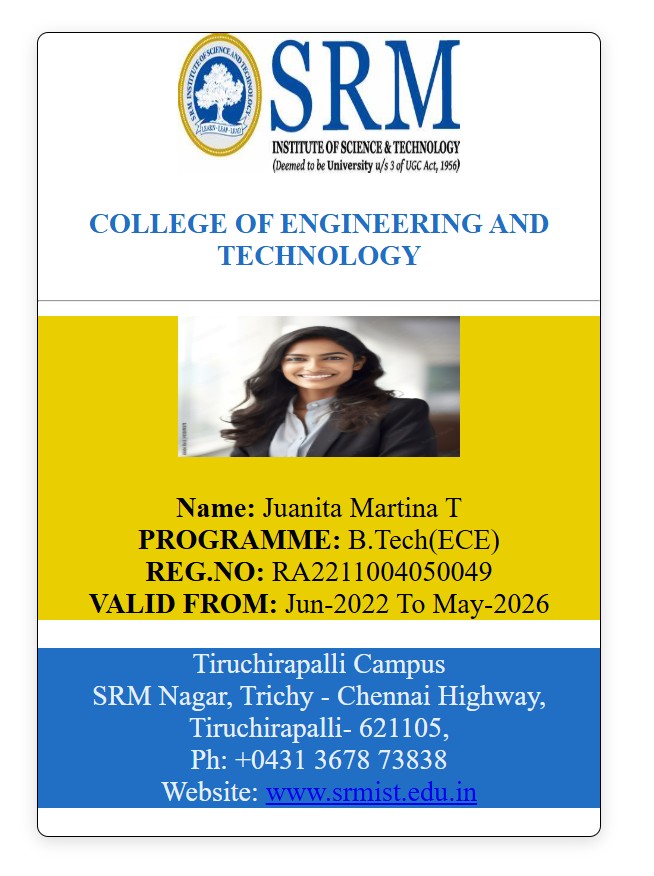 SRM INSTITUTE OF SCIENCE AND TECHNOLOGY
LEARN - LEAP - LEAD
SRM
INSTITUTE OF SCIENCE & TECHNOLOGY
(Deemed to be University u/s 3 of UGC Act, 1956)
COLLEGE OF ENGINEERING AND
TECHNOLOGY
Name: Juanita Martina T
PROGRAMME: B.Tech(ECE)
REG.NO: RA2211004050049
VALID FROM: Jun-2022 To May-2026
Tiruchirapalli Campus
SRM Nagar, Trichy - Chennai Highway,
Tiruchirapalli- 621105,
Ph: +0431 3678 73838
Website: www.srmist.edu.in